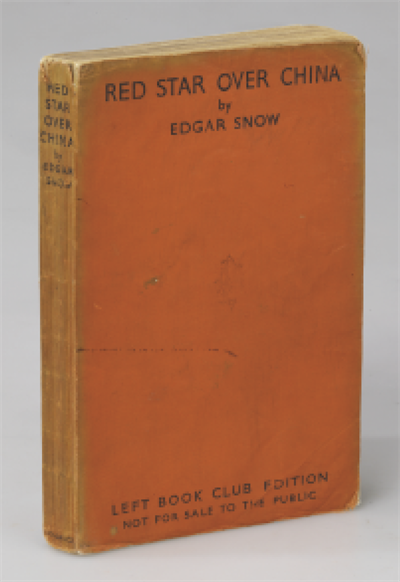 RED
STAR
OVER
CHINA
by
EDGAR
SNOW
RED STAR OVER CHINA
by
EDGAR SNOW
LEFT BOOK CLUB EDITION
NOT FOR SALE TO THE PUBLIC